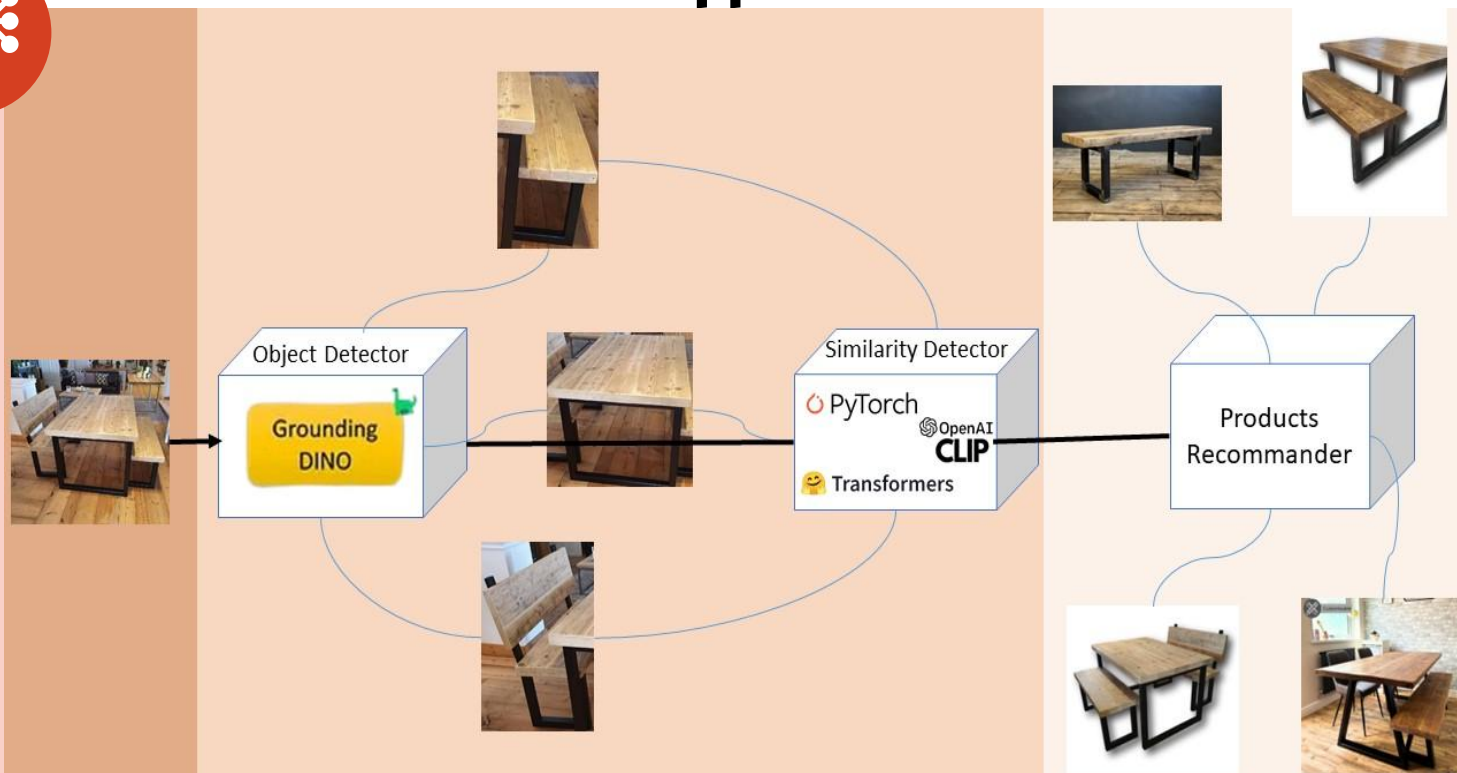 Object Detector
Grounding
DINO
Similarity Detector
PyTorch
OpenAI
CLIP
Transformers
Products
Recommander